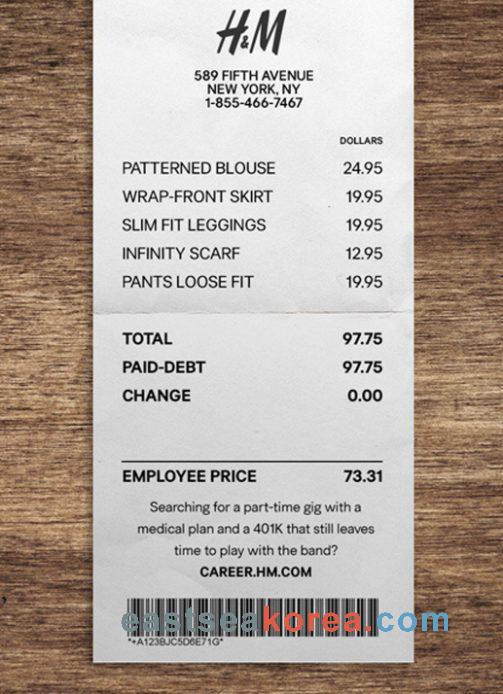 H&M
589 FIFTH AVENUE
NEW YORK, NY
1-855-466-7467
DOLLARS
PATTERNED BLOUSE 24.95
WRAP-FRONT SKIRT 19.95
SLIM FIT LEGGINGS 19.95
INFINITY SCARF 12.95
PANTS LOOSE FIT 19.95
TOTAL 97.75
PAID-DEBT 97.75
CHANGE 0.00
EMPLOYEE PRICE 73.31
Searching for a part-time gig with a
medical plan and a 401K that still leaves
time to play with the band?
CAREER.HM.COM
eastseakorea.com
*+A123BJC5D6E71G*